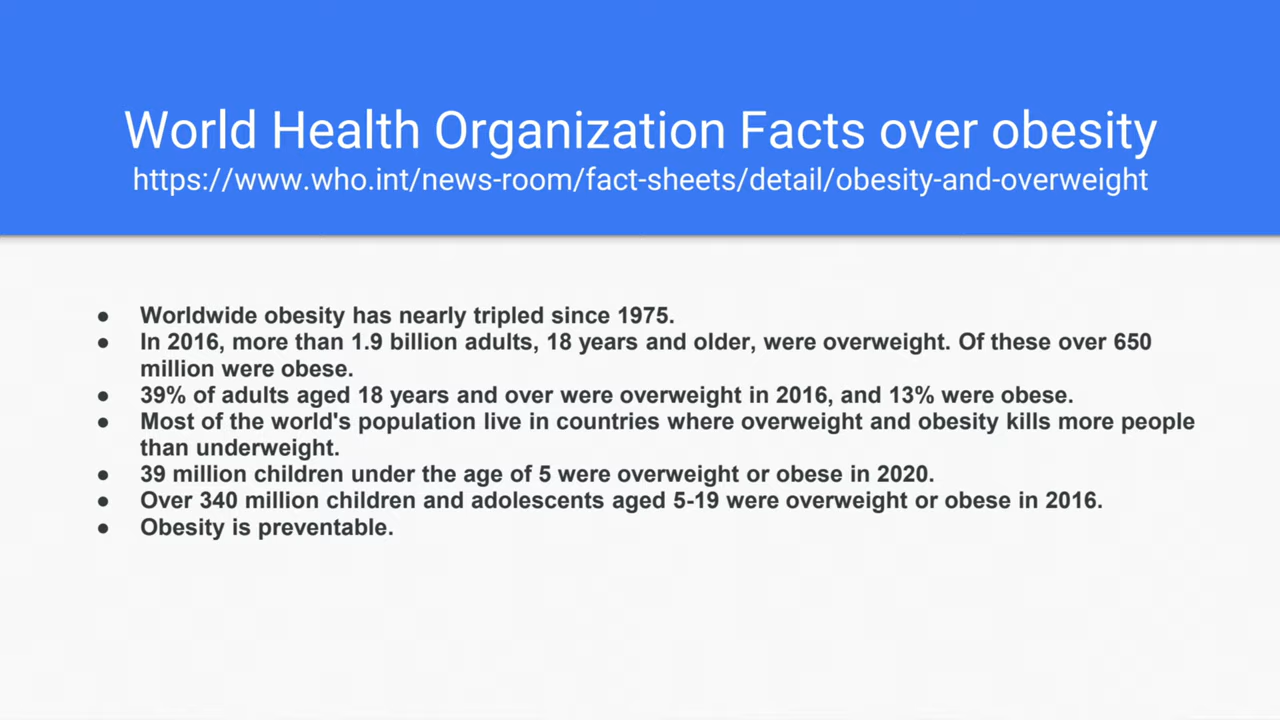 World Health Organization Facts over obesity
https://www.who.int/news-room/fact-sheets/detail/obesity-and-overweight
● Worldwide obesity has nearly tripled since 1975.
● In 2016, more than 1.9 billion adults, 18 years and older, were overweight. Of these over 650
million were obese.
● 39% of adults aged 18 years and over were overweight in 2016, and 13% were obese.
● Most of the world's population live in countries where overweight and obesity kills more people
than underweight.
● 39 million children under the age of 5 were overweight or obese in 2020.
● Over 340 million children and adolescents aged 5-19 were overweight or obese in 2016.
● Obesity is preventable.